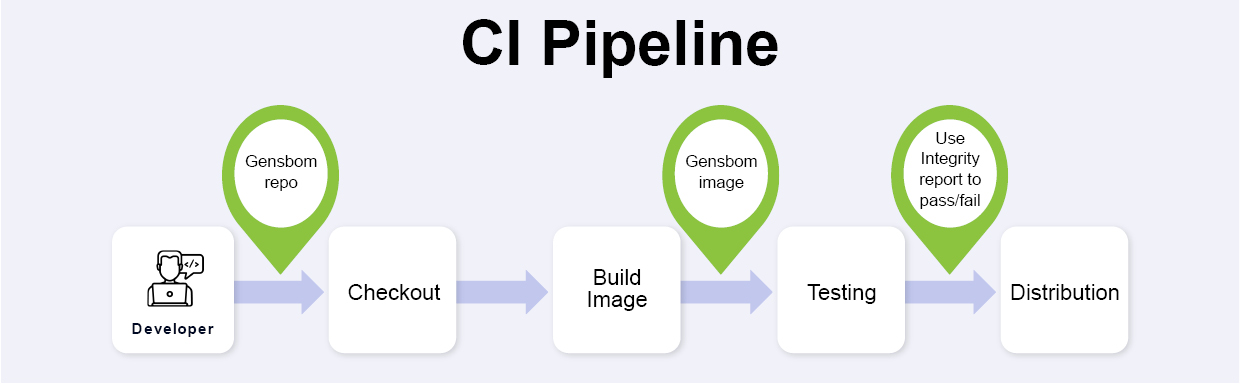 CI Pipeline
Gensbom
repo
Gensbom
image
Use
Integrity
report to
pass/fail
</>
Developer
Checkout
Build
Image
Testing
Distribution